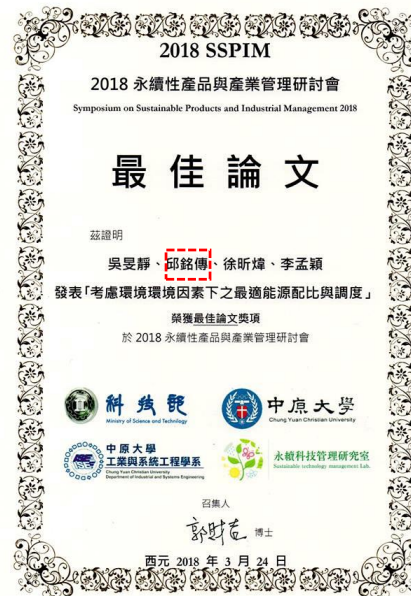 2018 SSPIM
2018 永續性產品與產業管理研討會
Symposium on Sustainable Products and Industrial Management 2018
最佳論文
茲證明
吳旻靜、邱銘傳、徐昕煒、李孟穎
發表「考慮環境環境因素下之最適能源配比與調度」
榮獲最佳論文獎項
於 2018 永續性產品與產業管理研討會
科技部
Ministry of Science and Technology
中原大學
Chung Yuan Christian University
中原大學
工業與系統工程學系
Chung Yuan Christian University
Department of Industrial and Systems Engineering
永續科技管理研究室
Sustainable technology management Lab.
召集人
博士
西元 2018 年 3 月 24 日